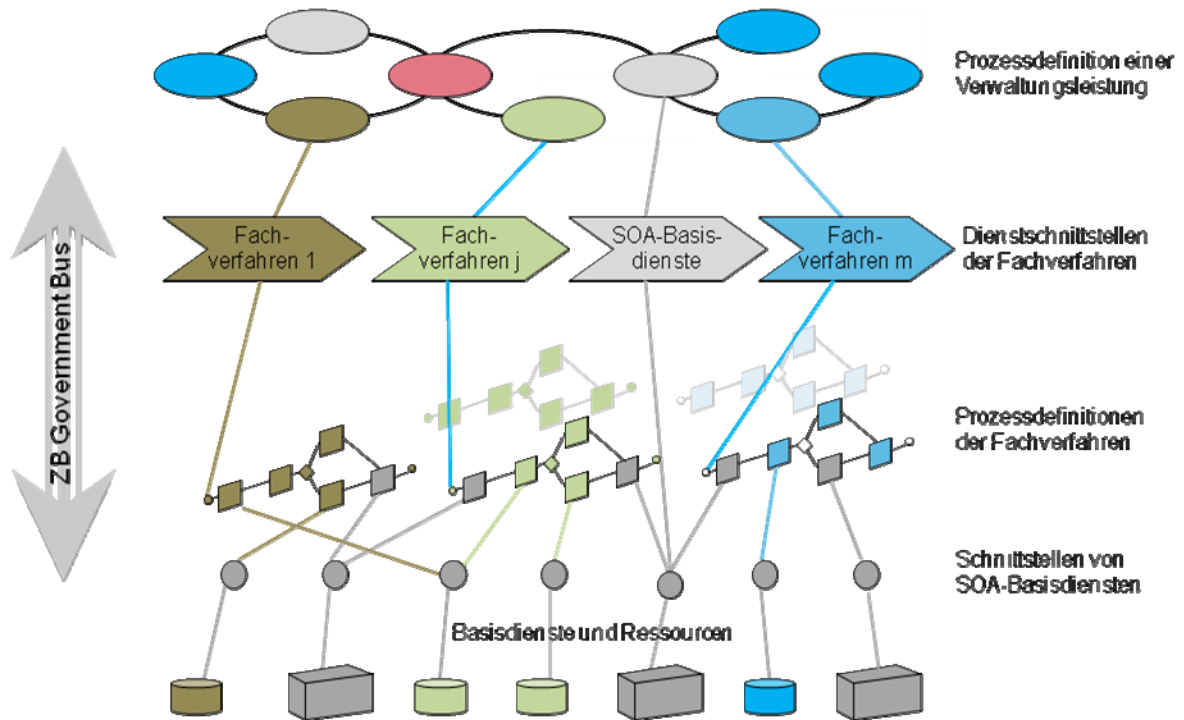 Prozessdefinition einer
Verwaltungsleistung
Fach-
verfahren 1
Fach-
verfahren j
SOA-Basis-
dienste
Fach-
verfahren m
Dienstschnittstellen
der Fachverfahren
ZB Government Bus
Prozessdefinitionen
der Fachverfahren
Schnittstellen von
SOA-Basisdiensten
Basisdienste und Ressourcen